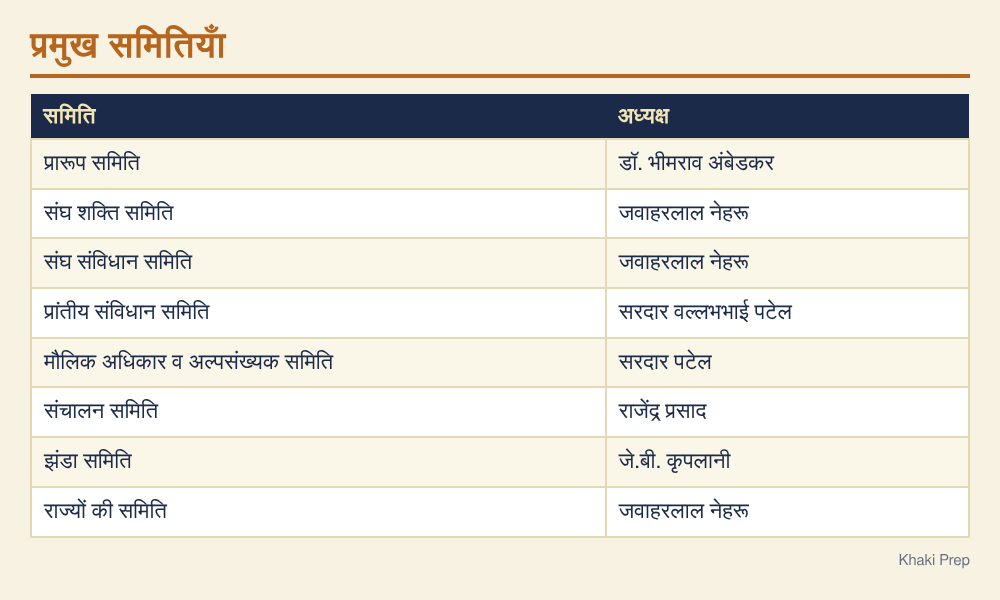 प्रमुख समितियाँ
समिति अध्यक्ष
प्रारूप समिति डॉ. भीमराव अंबेडकर
संघ शक्ति समिति जवाहरलाल नेहरू
संघ संविधान समिति जवाहरलाल नेहरू
प्रांतीय संविधान समिति सरदार वल्लभभाई पटेल
मौलिक अधिकार व अल्पसंख्यक समिति सरदार पटेल
संचालन समिति राजेंद्र प्रसाद
झंडा समिति जे.बी. कृपलानी
राज्यों की समिति जवाहरलाल नेहरू
Khaki Prep